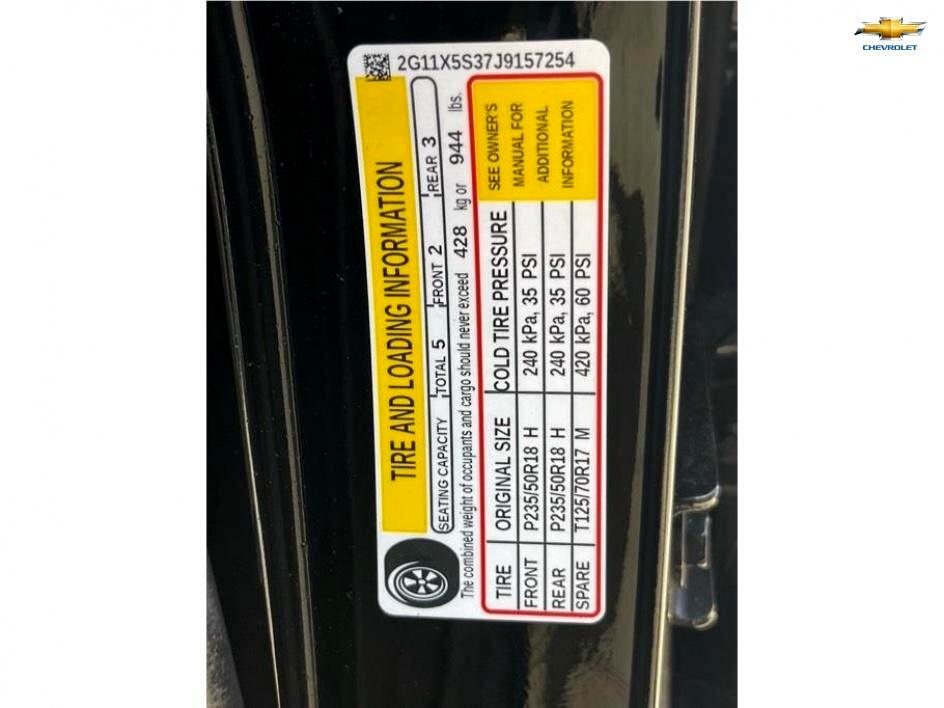 CHEVROLET
2G11X5S37J9157254
TIRE AND LOADING INFORMATION
SEATING CAPACITY TOTAL 5 FRONT 2 REAR 3
The combined weight of occupants and cargo should never exceed 428 kg or 944 lbs.
TIRE ORIGINAL SIZE COLD TIRE PRESSURE
FRONT P235/50R18 H 240 kPa, 35 PSI
REAR P235/50R18 H 240 kPa, 35 PSI
SPARE T125/70R17 M 420 kPa, 60 PSI
SEE OWNER'S
MANUAL FOR
ADDITIONAL
INFORMATION